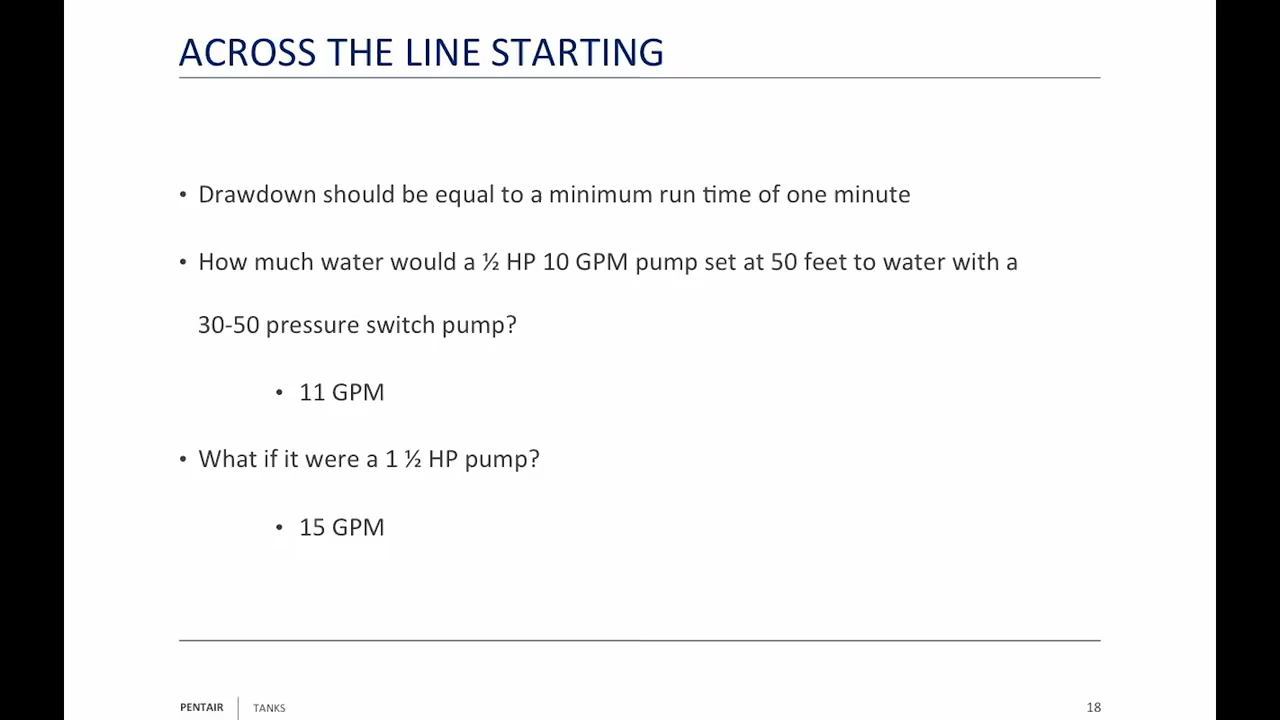 ACROSS THE LINE STARTING
• Drawdown should be equal to a minimum run time of one minute
• How much water would a ½ HP 10 GPM pump set at 50 feet to water with a
30-50 pressure switch pump?
• 11 GPM
• What if it were a 1 ½ HP pump?
• 15 GPM
PENTAIR | TANKS 18